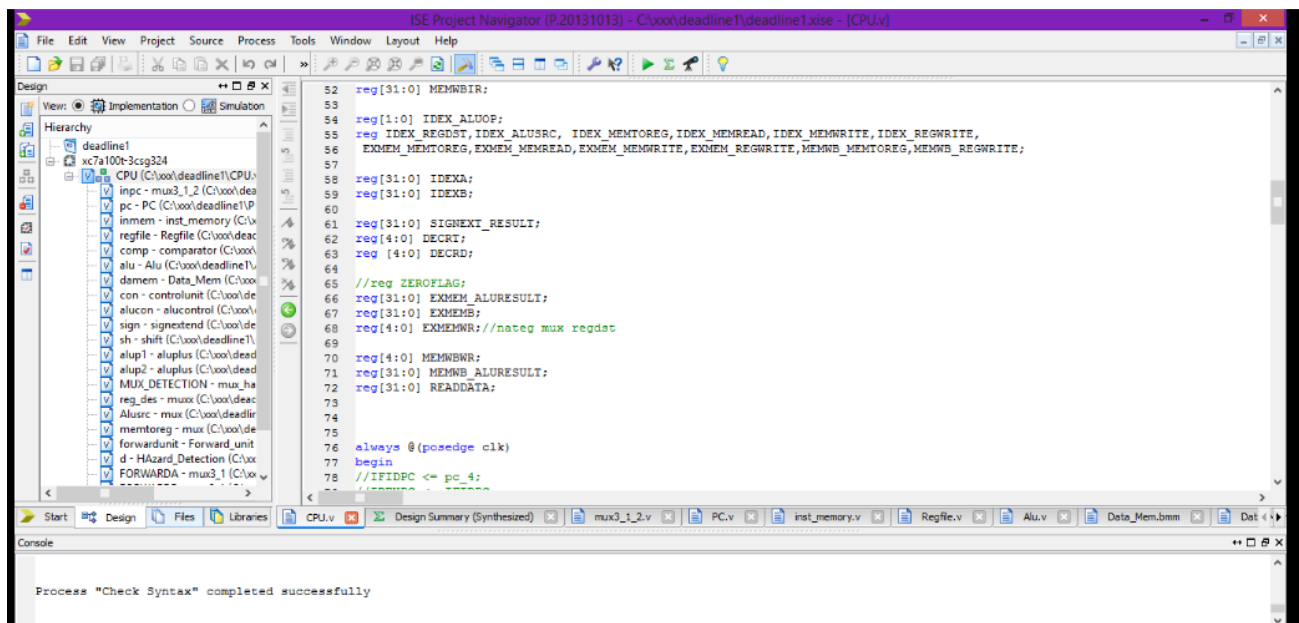 ISE Project Navigator (P.20131013) - C:\xxx\deadline1\deadline1.xise - [CPU.v]
File Edit View Project Source Process Tools Window Layout Help
Design
View: Implementation Simulation
Hierarchy
deadline1
xc7a100t-3csg324
CPU (C:\xxx\deadline1\CPU.v
inpc - mux3_1_2 (C:\xxx\dea
pc - PC (C:\xxx\deadline1\P
inmem - inst_memory (C:\x
regfile - Regfile (C:\xxx\deac
comp - comparator (C:\xxx\
alu - Alu (C:\xxx\deadline1\
damem - Data_Mem (C:\xxx
con - controlunit (C:\xxx\de
alucon - alucontrol (C:\xxx\
sign - signextend (C:\xxx\de
sh - shift (C:\xxx\deadline1\
alup1 - aluplus (C:\xxx\dead
alup2 - aluplus (C:\xxx\dead
MUX_DETECTION - mux_ha
reg_des - muxx (C:\xxx\deac
Alusrc - mux (C:\xxx\deadlir
memtoreg - mux (C:\xxx\de
forwardunit - Forward_unit
d - HAzard_Detection (C:\xx
FORWARDA - mux3_1 (C:\xx
52 reg[31:0] MEMWBIR;
53
54 reg[1:0] IDEX_ALUOP;
55 reg IDEX_REGDST,IDEX_ALUSRC, IDEX_MEMTOREG,IDEX_MEMREAD,IDEX_MEMWRITE,IDEX_REGWRITE,
56 EXMEM_MEMTOREG,EXMEM_MEMREAD,EXMEM_MEMWRITE,EXMEM_REGWRITE,MEMWB_MEMTOREG,MEMWB_REGWRITE;
57
58 reg[31:0] IDEXA;
59 reg[31:0] IDEXB;
60
61 reg[31:0] SIGNEXT_RESULT;
62 reg[4:0] DECRT;
63 reg [4:0] DECRD;
64
65 //reg ZEROFLAG;
66 reg[31:0] EXMEM_ALURESULT;
67 reg[31:0] EXMEMB;
68 reg[4:0] EXMEMWR;//nateg mux regdst
69
70 reg[4:0] MEMWBWR;
71 reg[31:0] MEMWB_ALURESULT;
72 reg[31:0] READDATA;
73
74
75
76 always @(posedge clk)
77 begin
78 //IFIDPC <= pc_4;
Start Design Files Libraries
CPU.v Design Summary (Synthesized) mux3_1_2.v PC.v inst_memory.v Regfile.v Alu.v Data_Mem.bmm Dat
Console
Process "Check Syntax" completed successfully